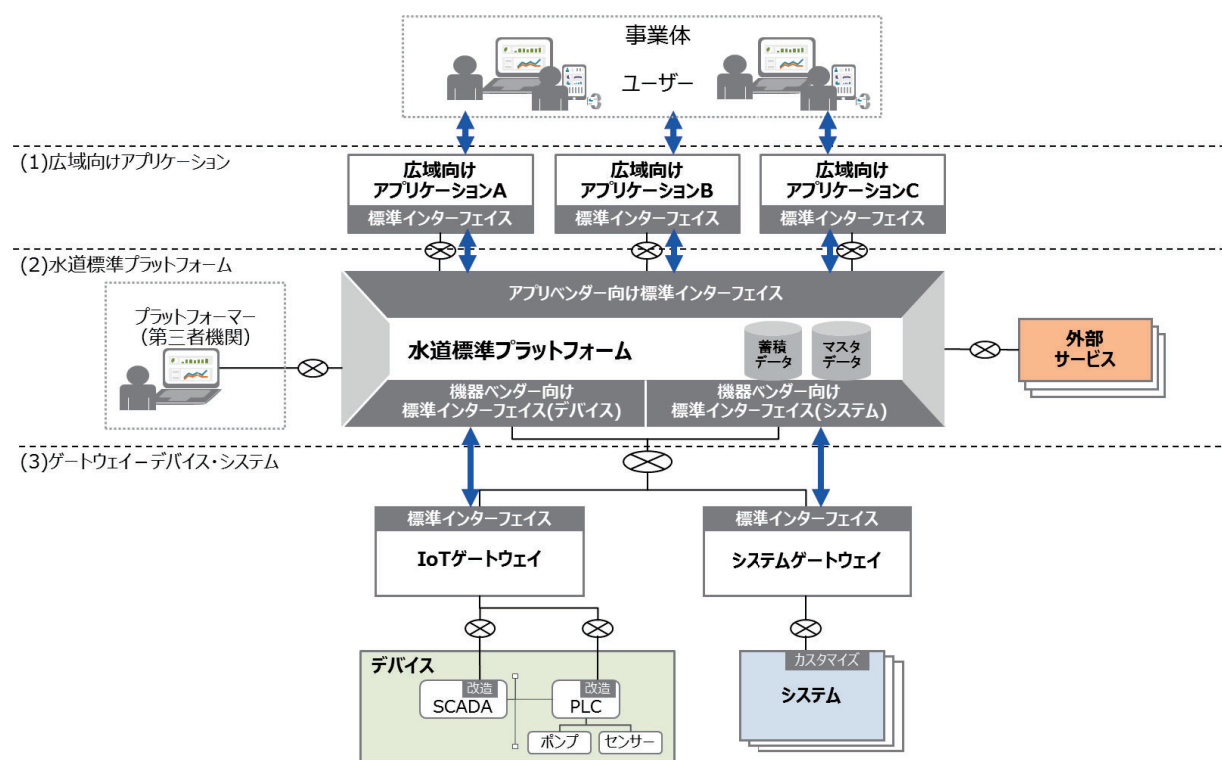 事業体
ユーザー
(1)広域向けアプリケーション
広域向け
アプリケーションA
標準インターフェイス
広域向け
アプリケーションB
標準インターフェイス
広域向け
アプリケーションC
標準インターフェイス
(2)水道標準プラットフォーム
プラットフォーマー
(第三者機関)
アプリベンダー向け標準インターフェイス
水道標準プラットフォーム
蓄積
データ
マスタ
データ
機器ベンダー向け
標準インターフェイス(デバイス)
機器ベンダー向け
標準インターフェイス(システム)
外部
サービス
(3)ゲートウェイ－デバイス・システム
標準インターフェイス
IoTゲートウェイ
標準インターフェイス
システムゲートウェイ
デバイス
改造
SCADA
改造
PLC
ポンプ
センサー
カスタマイズ
システム